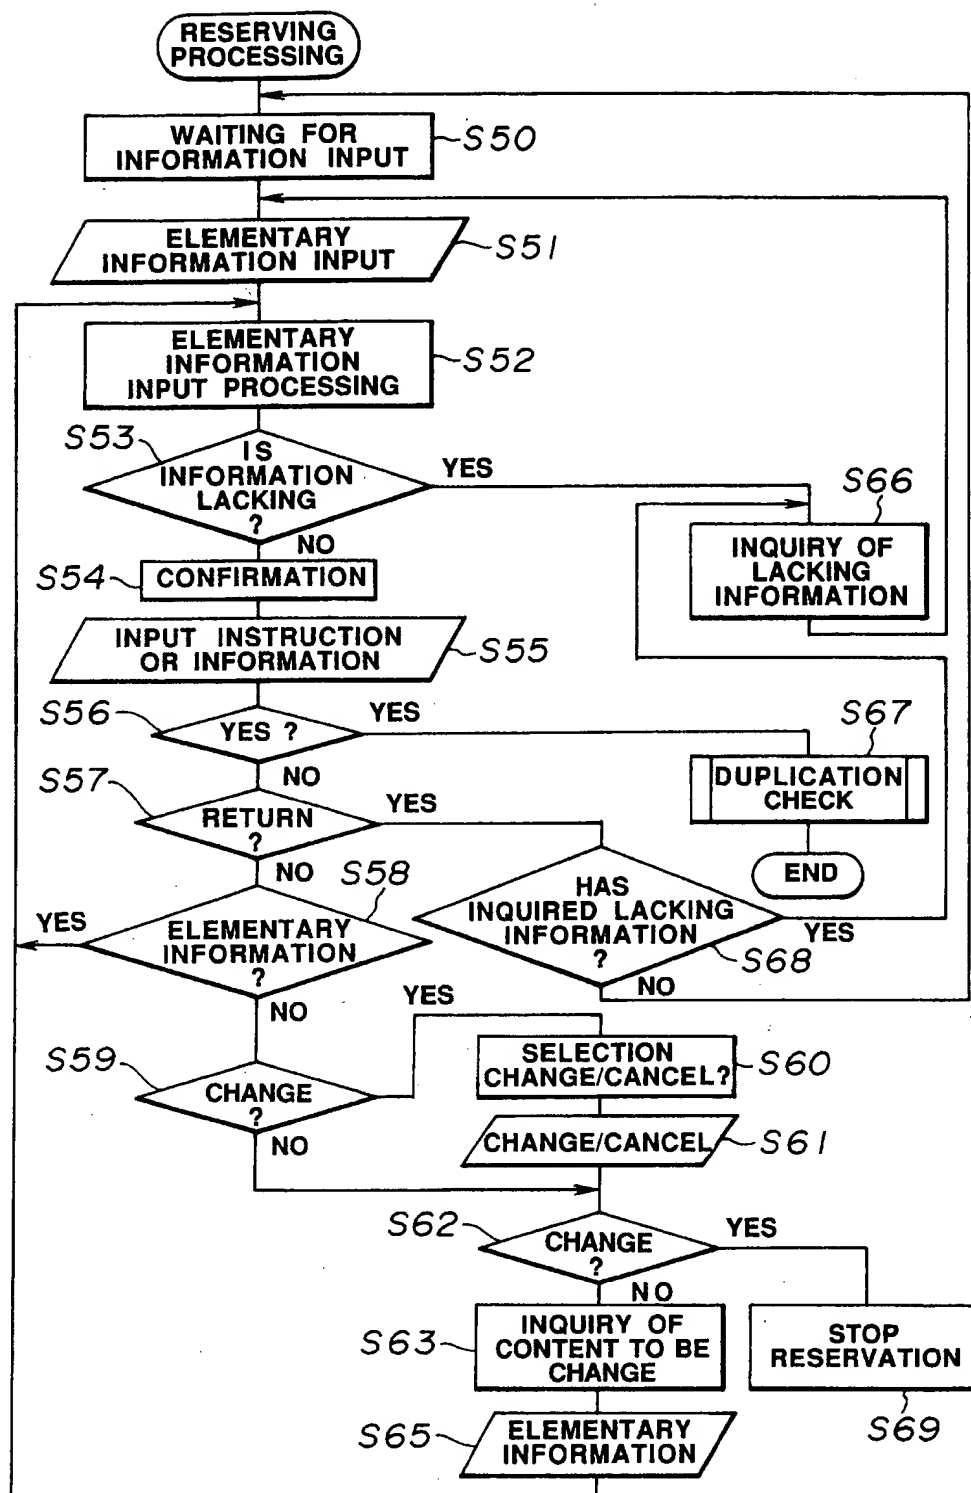 RESERVING
PROCESSING
WAITING FOR
INFORMATION INPUT
S50
ELEMENTARY
INFORMATION INPUT
S51
ELEMENTARY
INFORMATION
INPUT PROCESSING
S52
S53
IS
INFORMATION
LACKING
?
YES
NO
S66
INQUIRY OF
LACKING
INFORMATION
S54
CONFIRMATION
INPUT INSTRUCTION
OR INFORMATION
S55
S56
YES ?
YES
NO
S67
DUPLICATION
CHECK
END
S57
RETURN
?
YES
NO
S58
ELEMENTARY
INFORMATION
?
YES
NO
HAS
INQUIRED LACKING
INFORMATION
?
YES
S68
NO
S59
CHANGE
?
YES
NO
SELECTION
CHANGE/CANCEL?
S60
CHANGE/CANCEL
S61
S62
CHANGE
?
YES
NO
S63
INQUIRY OF
CONTENT TO BE
CHANGE
STOP
RESERVATION
S69
S65
ELEMENTARY
INFORMATION